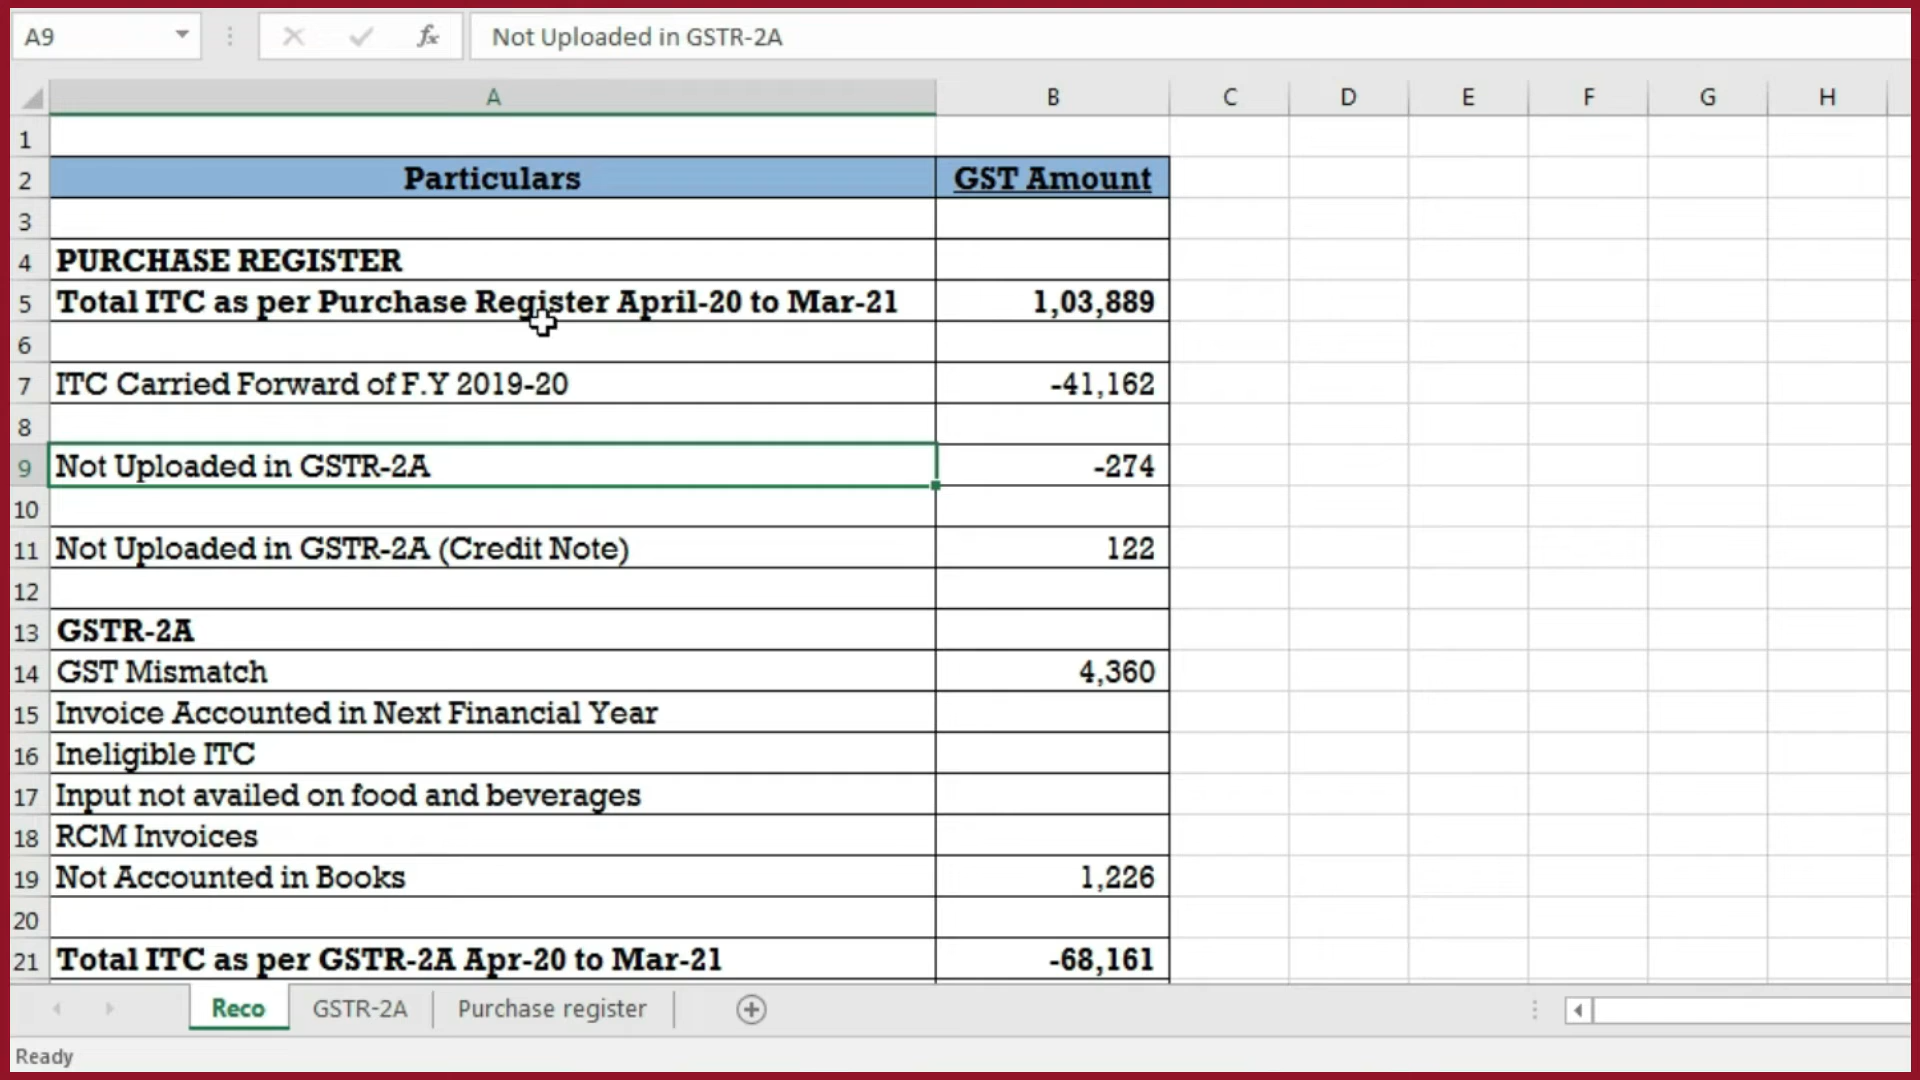 A9
fx
Not Uploaded in GSTR-2A
A B C D E F G H
1
2 Particulars GST Amount
3
4 PURCHASE REGISTER
5 Total ITC as per Purchase Register April-20 to Mar-21 1,03,889
6
7 ITC Carried Forward of F.Y 2019-20 -41,162
8
9 Not Uploaded in GSTR-2A -274
10
11 Not Uploaded in GSTR-2A (Credit Note) 122
12
13 GSTR-2A
14 GST Mismatch 4,360
15 Invoice Accounted in Next Financial Year
16 Ineligible ITC
17 Input not availed on food and beverages
18 RCM Invoices
19 Not Accounted in Books 1,226
20
21 Total ITC as per GSTR-2A Apr-20 to Mar-21 -68,161
Reco GSTR-2A Purchase register
Ready